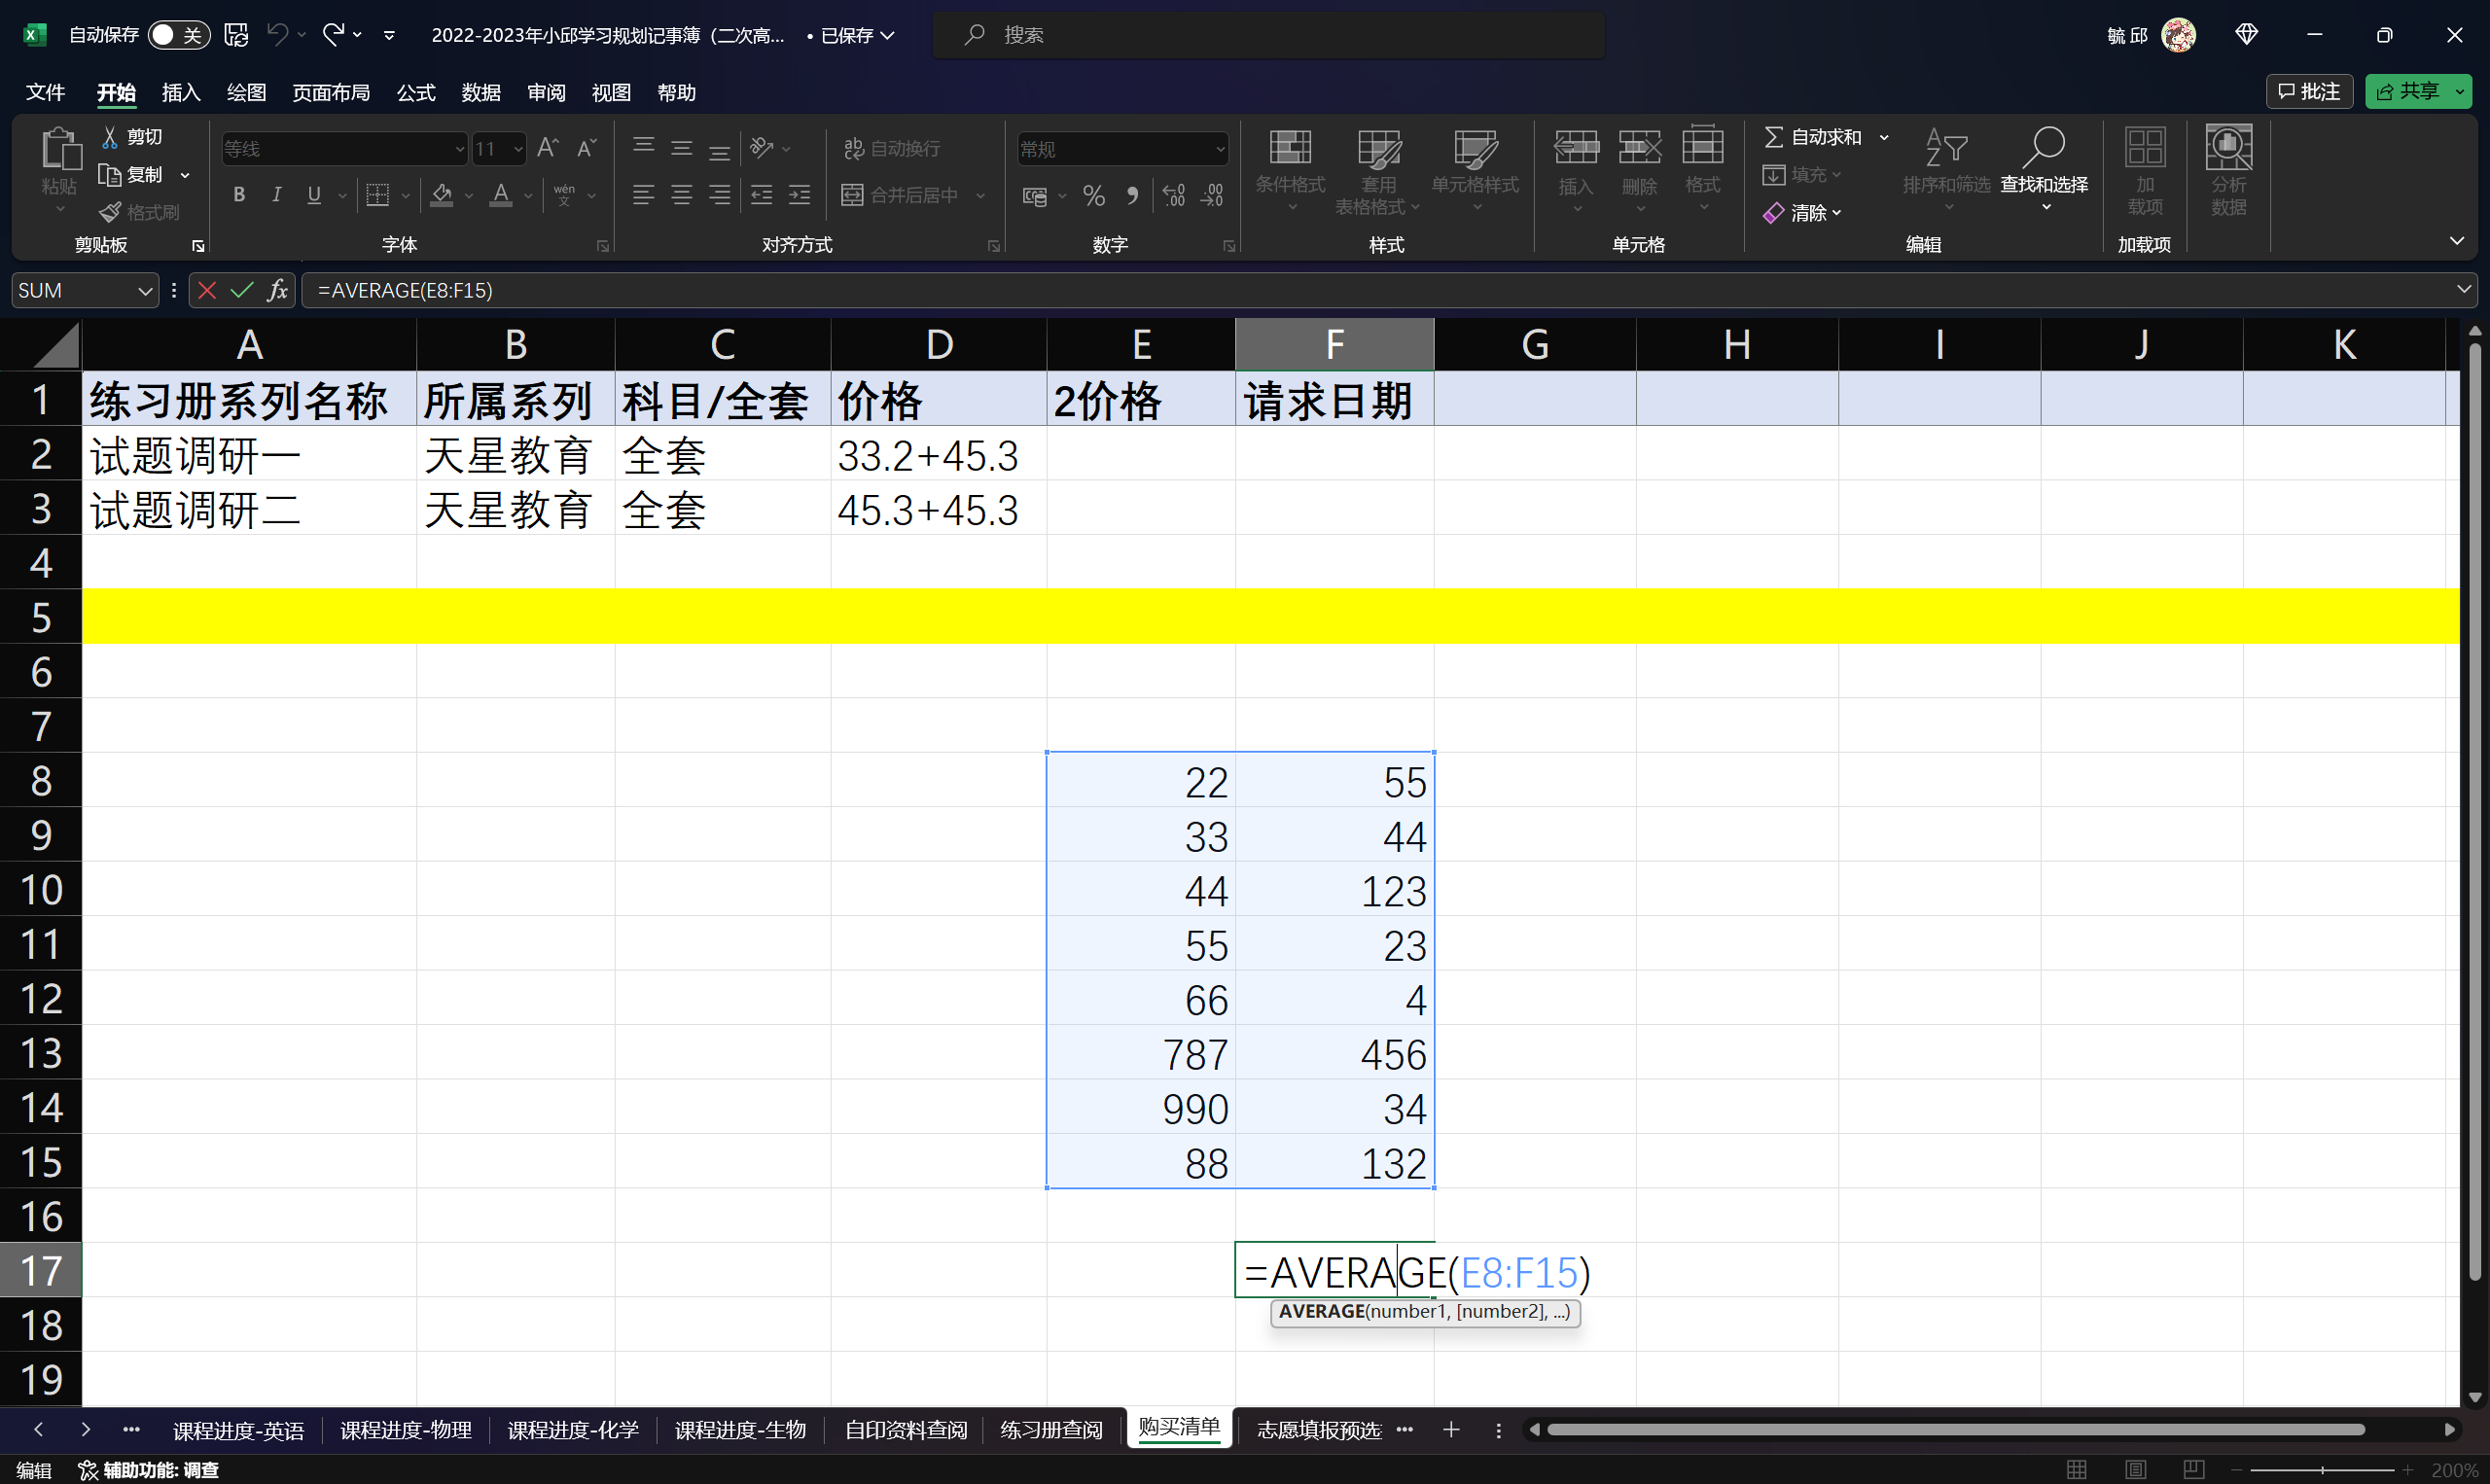 自动保存 关 2022-2023年小邱学习规划记事簿（二次高... • 已保存 搜索 毓 邱
文件 开始 插入 绘图 页面布局 公式 数据 审阅 视图 帮助 批注 共享
粘贴 剪切 复制 格式刷 剪贴板
等线 11 B I U A wén 文 字体
自动换行 合并后居中 对齐方式
常规 % 数字
条件格式 套用 表格格式 单元格样式 样式
插入 删除 格式 单元格
自动求和 填充 清除 排序和筛选 查找和选择 编辑
加 载项 加载项
分析 数据
SUM fx =AVERAGE(E8:F15)
A B C D E F G H I J K
1 练习册系列名称 所属系列 科目/全套 价格 2价格 请求日期
2 试题调研一 天星教育 全套 33.2+45.3
3 试题调研二 天星教育 全套 45.3+45.3
4
5
6
7
8 22 55
9 33 44
10 44 123
11 55 23
12 66 4
13 787 456
14 990 34
15 88 132
16
17 =AVERAGE(E8:F15)
AVERAGE(number1, [number2], ...)
18
19
课程进度-英语 课程进度-物理 课程进度-化学 课程进度-生物 自印资料查阅 练习册查阅 购买清单 志愿填报预选
编辑 辅助功能: 调查 200%